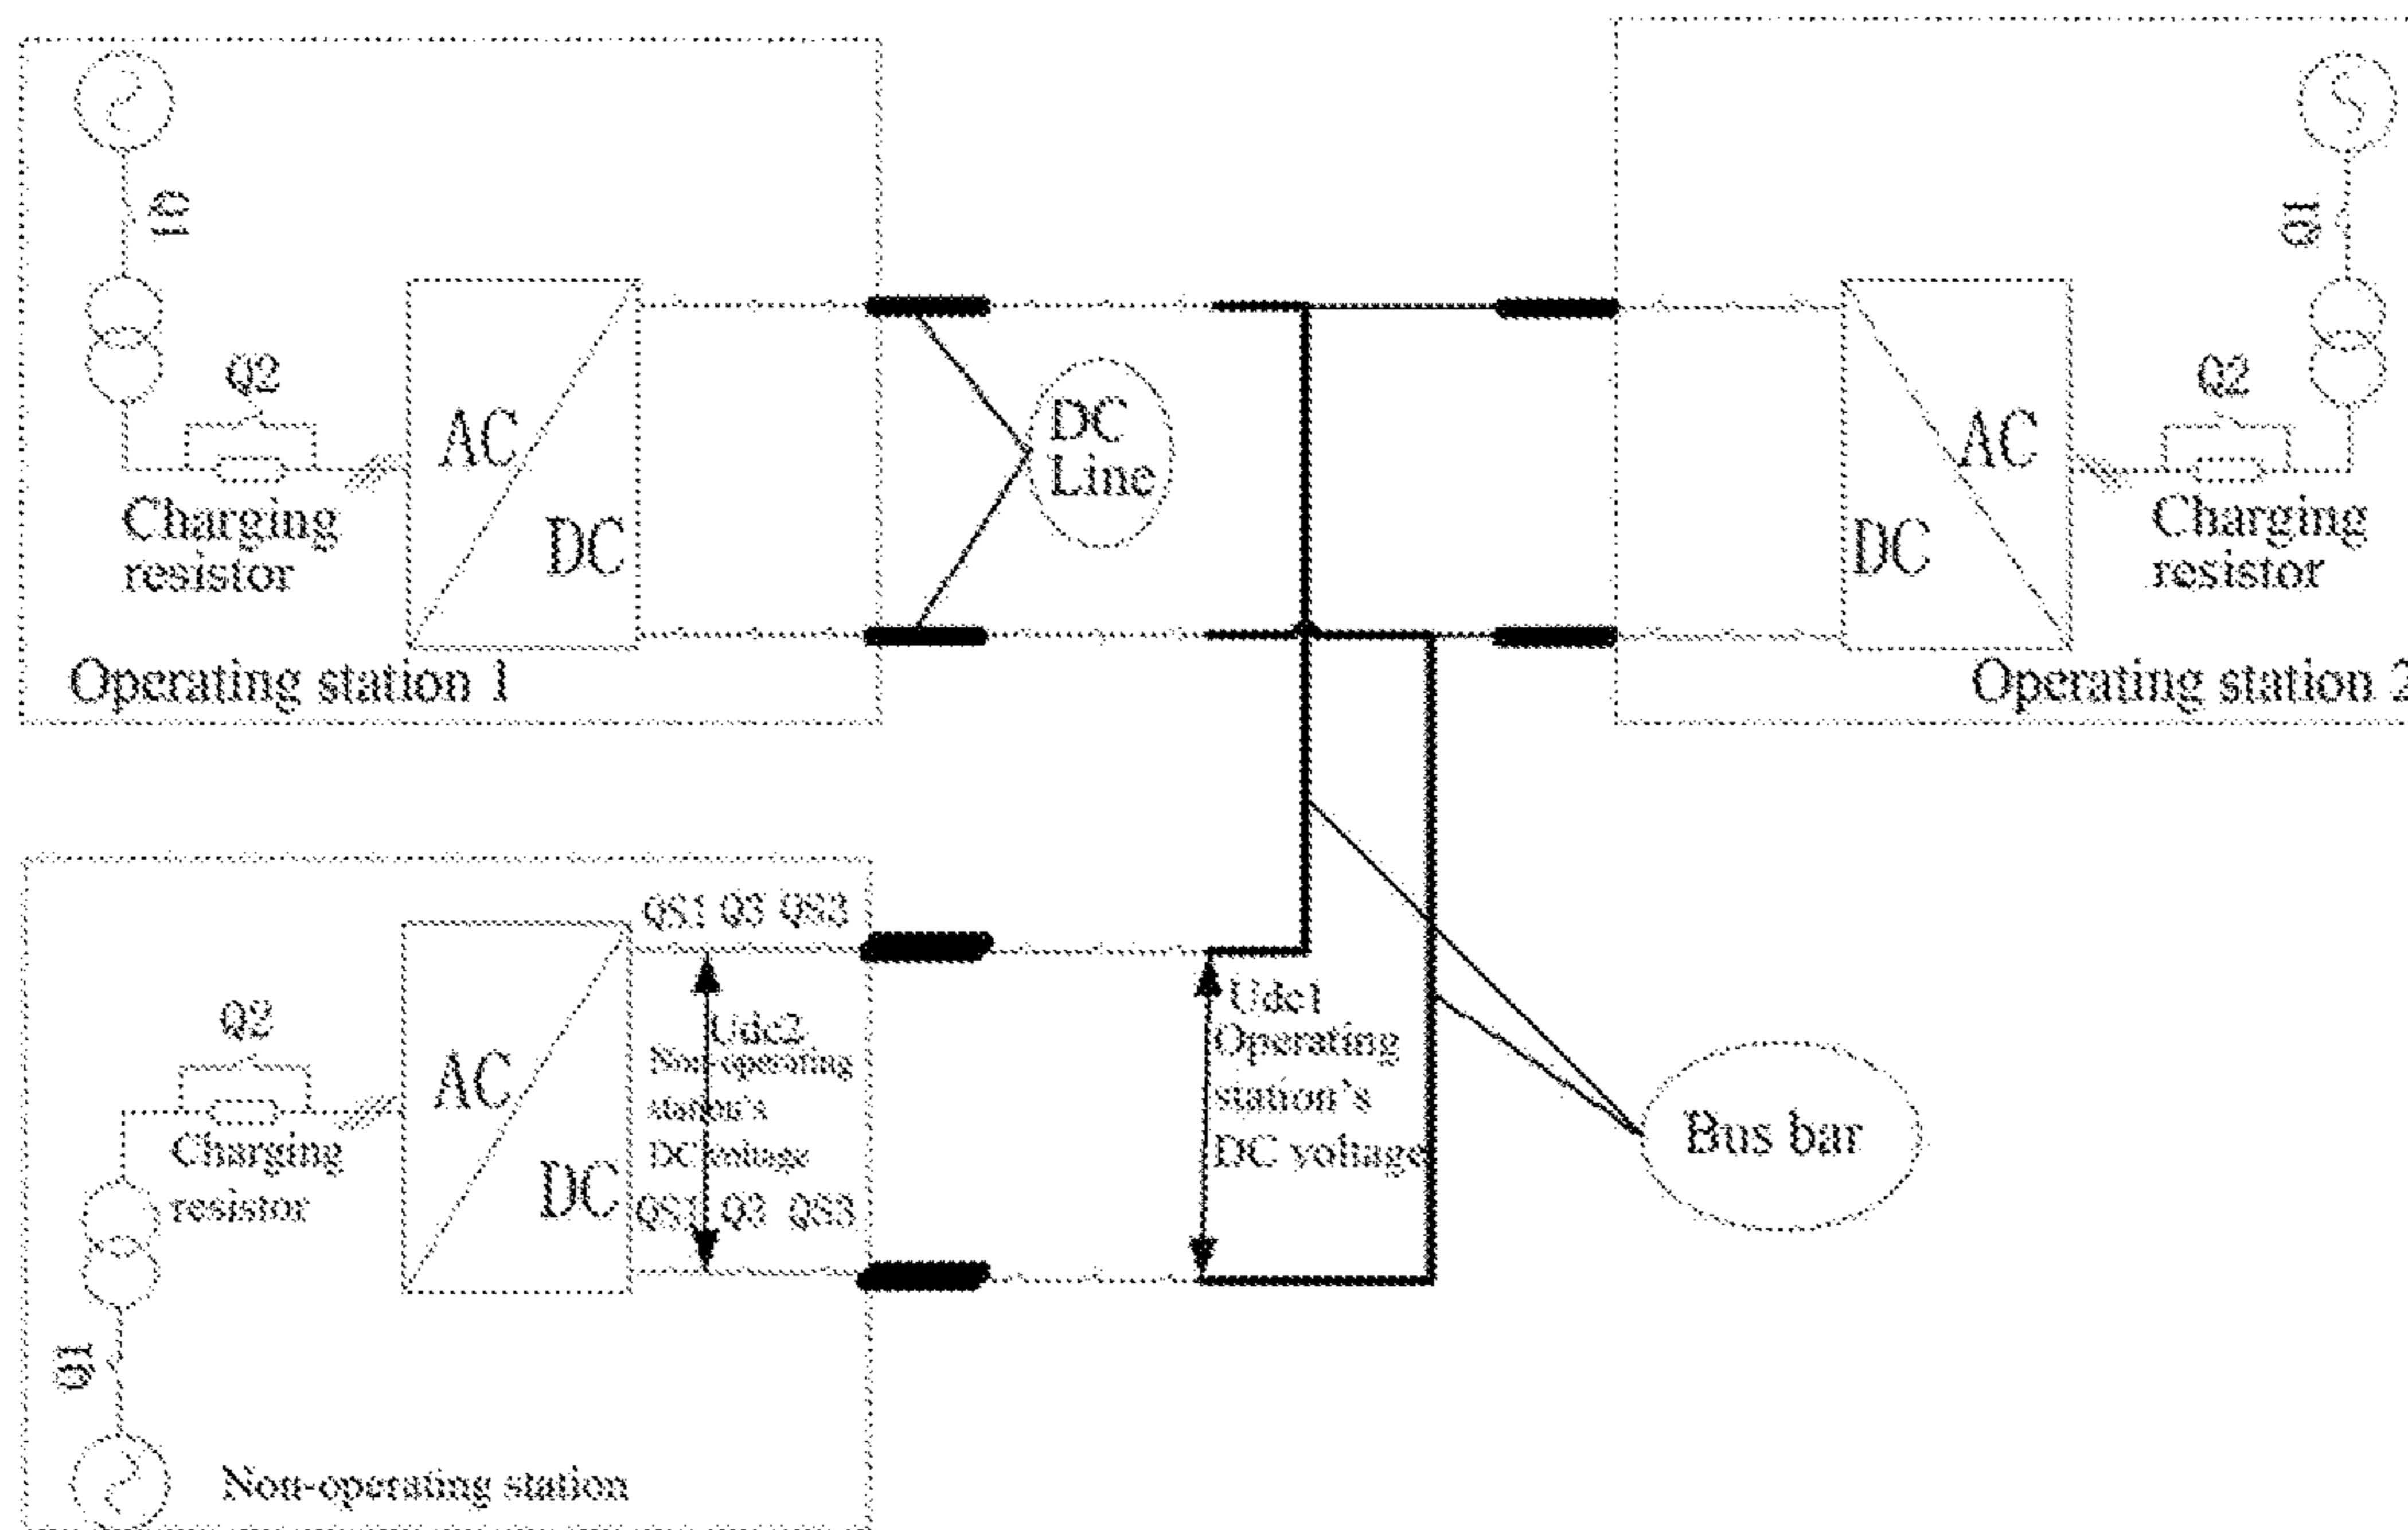 Q1
Q1
Q2
Q2
AC
DC
Charging
resistor
DC
Line
AC
DC
Charging
resistor
Operating station 1
Operating station 2
QS1 Q3 QS3
Q2
AC
DC
Charging
resistor
Udc2
Non-operating
station's
DC voltage
QS1 Q3 QS3
Udc1
Operating
station's
DC voltage
Bus bar
Q1
Non-operating station